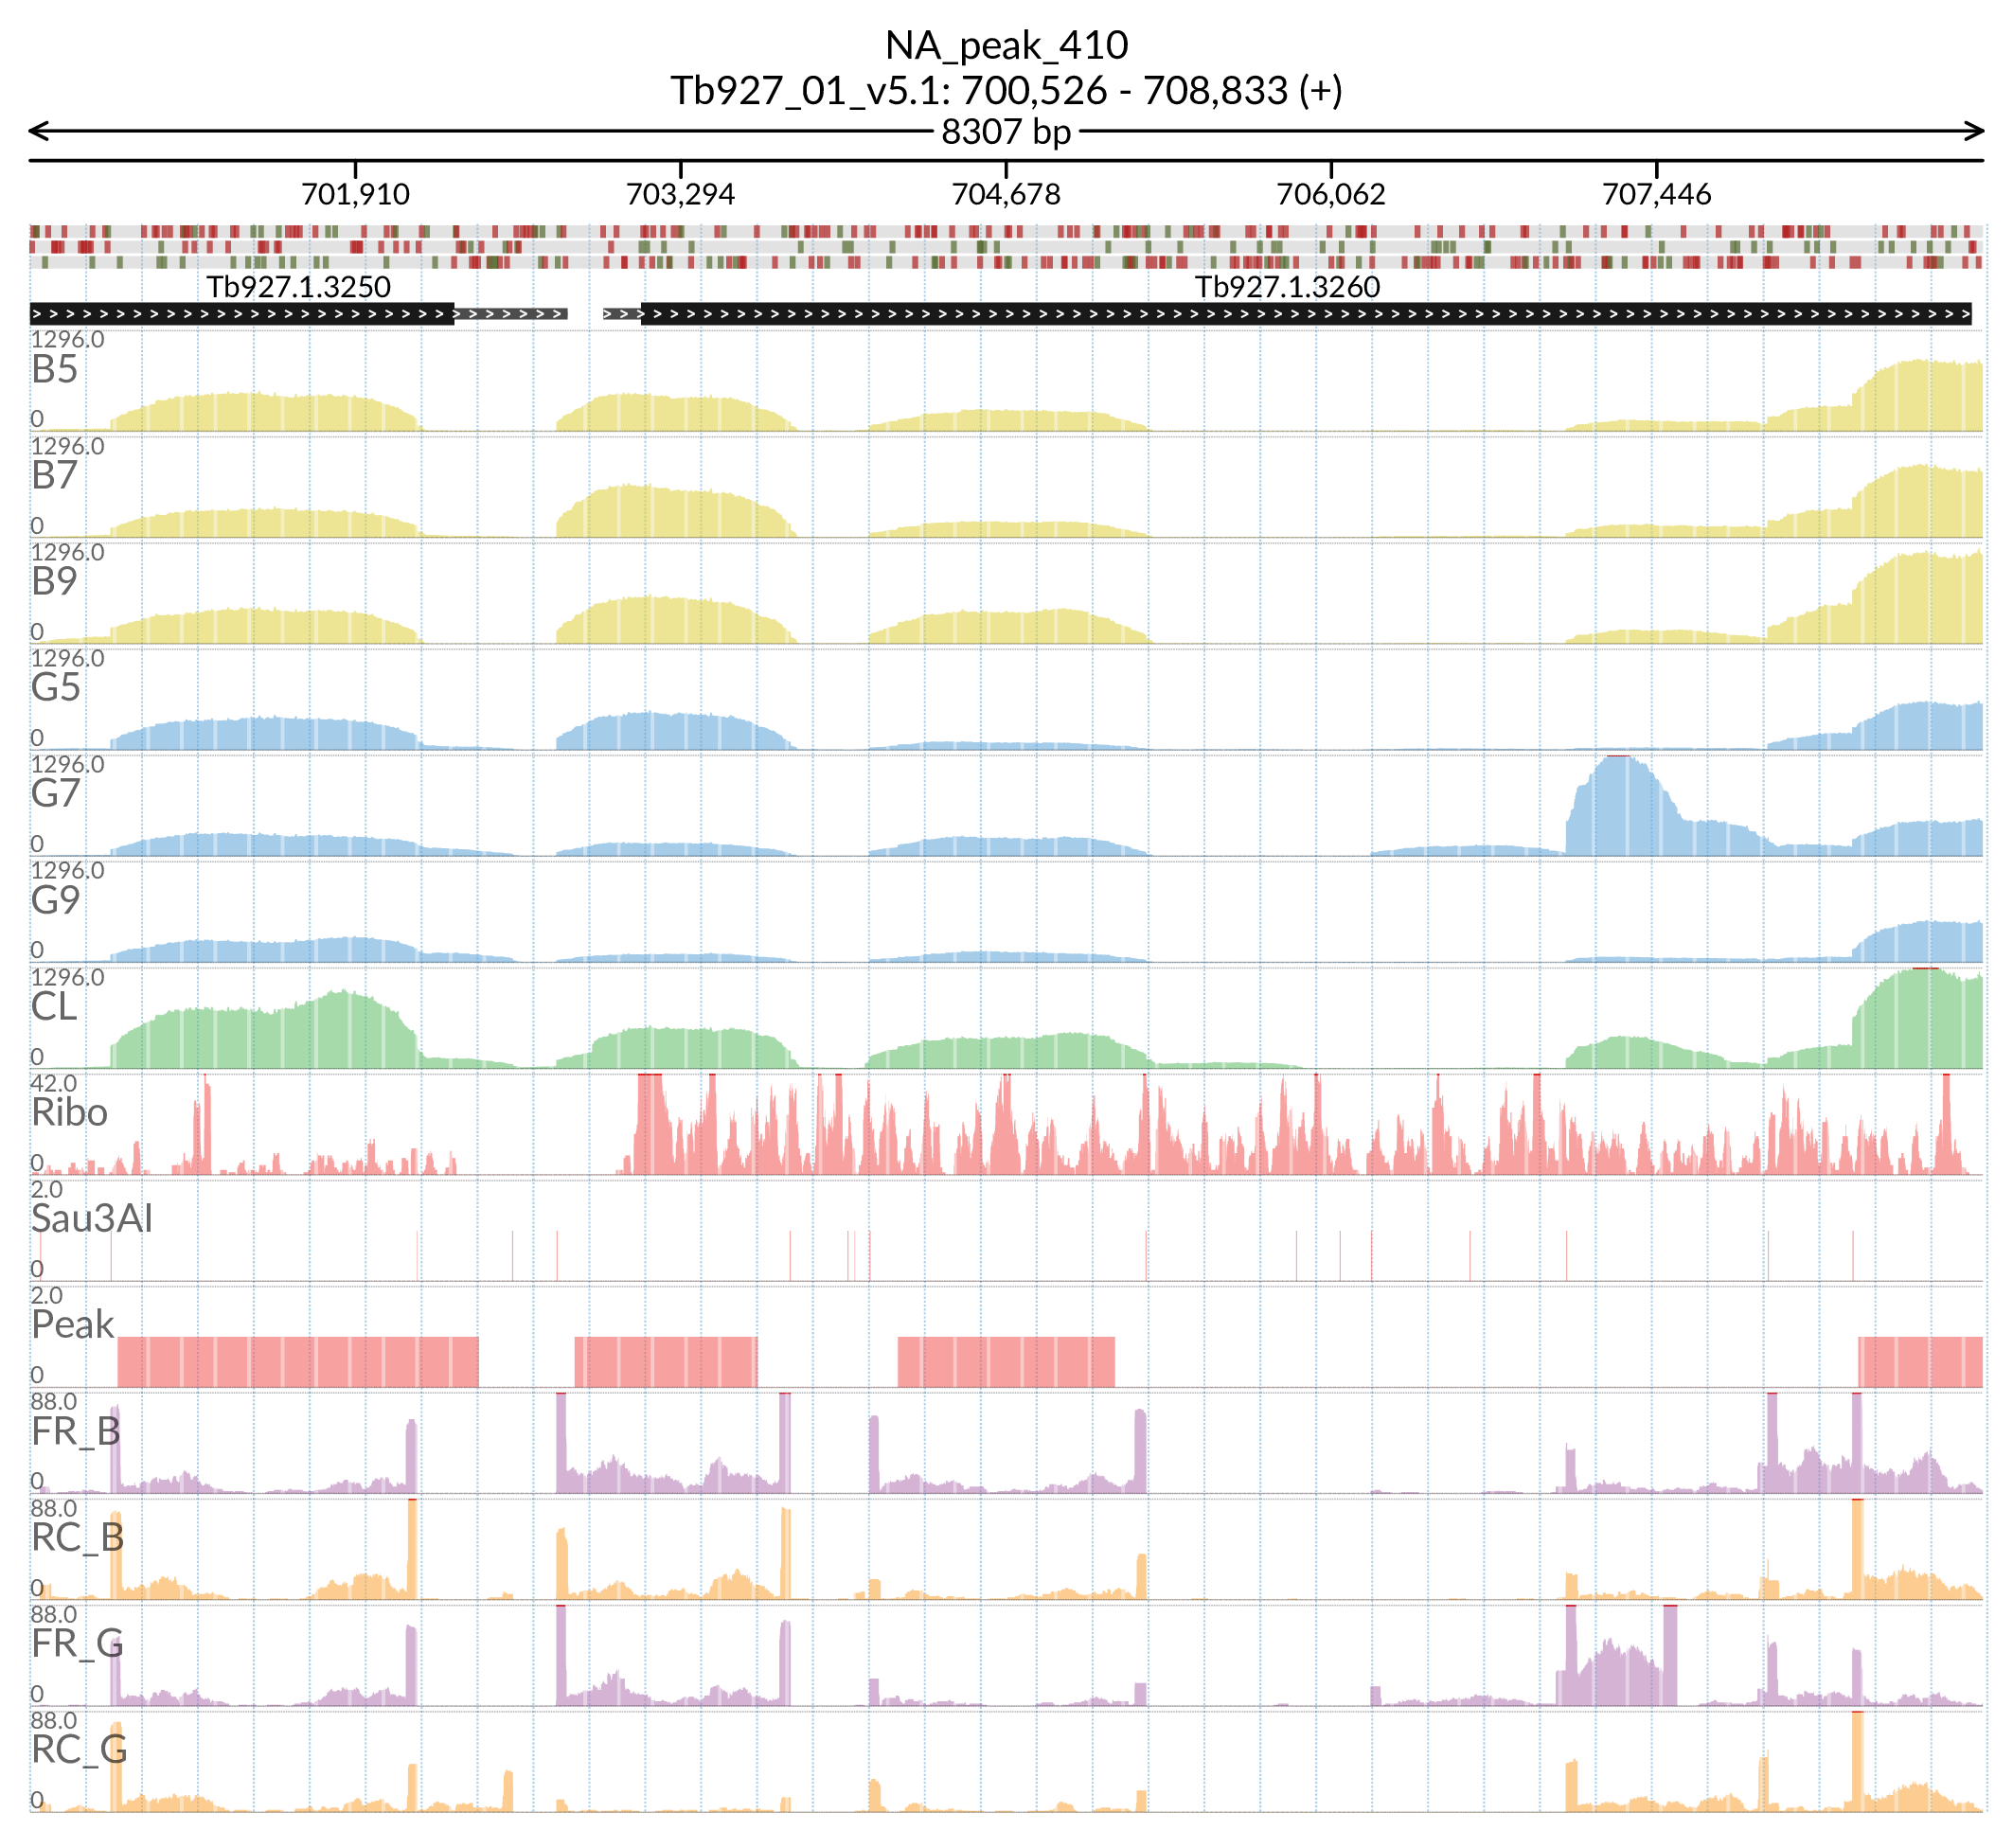 NA_peak_410
Tb927_01_v5.1: 700,526 - 708,833 (+)
8307 bp
701,910 703,294 704,678 706,062 707,446
Tb927.1.3250 Tb927.1.3260
1296.0
B5
0
1296.0
B7
0
1296.0
B9
0
1296.0
G5
0
1296.0
G7
0
1296.0
G9
0
1296.0
CL
0
42.0
Ribo
0
2.0
Sau3AI
0
2.0
Peak
0
88.0
FR_B
0
88.0
RC_B
0
88.0
FR_G
0
88.0
RC_G
0